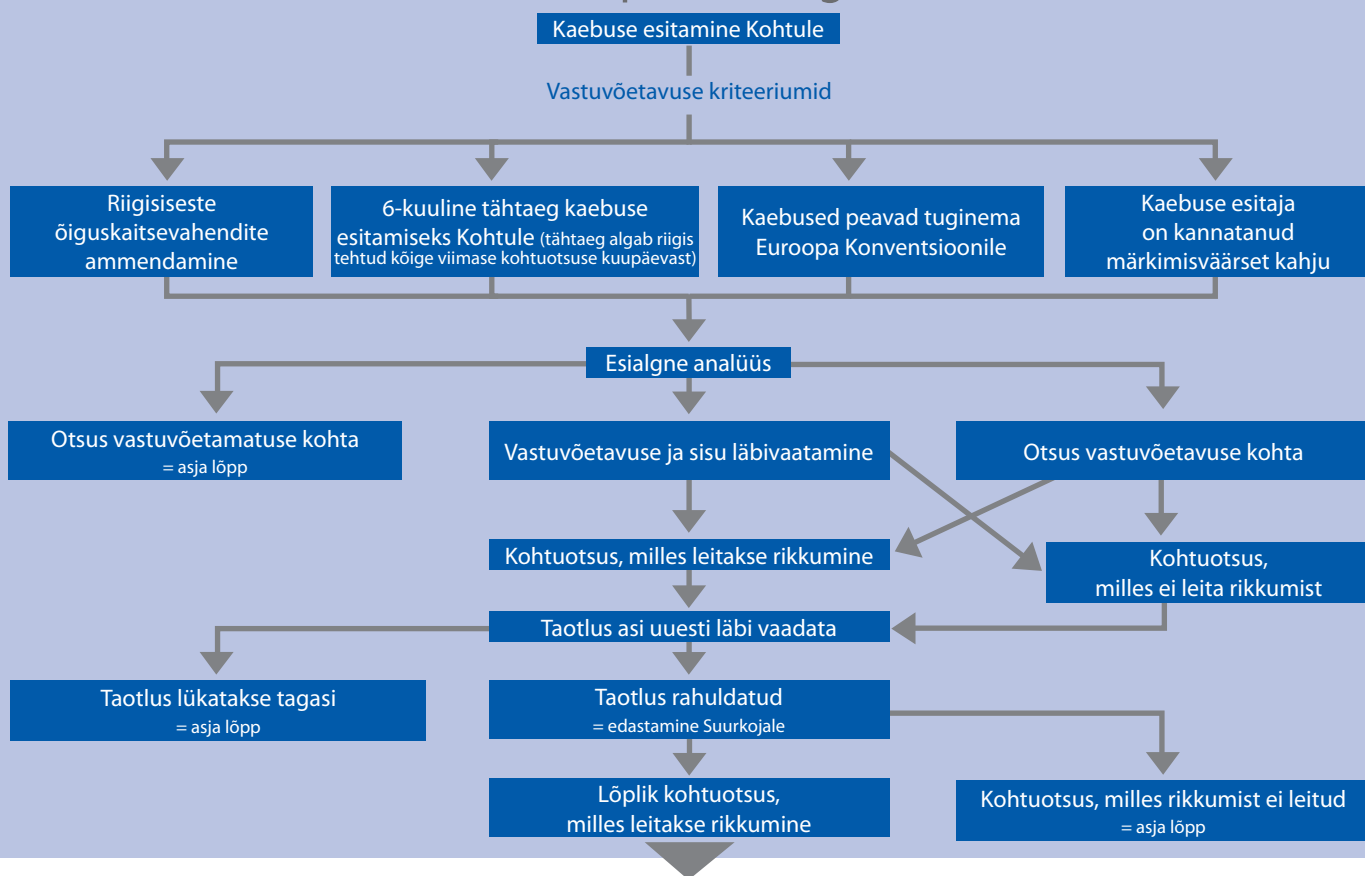 Kaebuse esitamine Kohtule
Vastuvõetavuse kriteeriumid
Riigisiseste
õiguskaitsevahendite
ammendamine
6-kuuline tähtaeg kaebuse
esitamiseks Kohtule (tähtaeg algab riigis
tehtud kõige viimase kohtuotsuse kuupäevast)
Kaebused peavad tuginema
Euroopa Konventsioonile
Kaebuse esitaja
on kannatanud
märkimisväärset kahju
Esialgne analüüs
Otsus vastuvõetamatuse kohta
= asja lõpp
Vastuvõetavuse ja sisu läbivaatamine
Otsus vastuvõetavuse kohta
Kohtuotsus, milles leitakse rikkumine
Kohtuotsus,
milles ei leita rikkumist
Taotlus asi uuesti läbi vaadata
Taotlus lükatakse tagasi
= asja lõpp
Taotlus rahuldatud
= edastamine Suurkojale
Lõplik kohtuotsus,
milles leitakse rikkumine
Kohtuotsus, milles rikkumist ei leitud
= asja lõpp